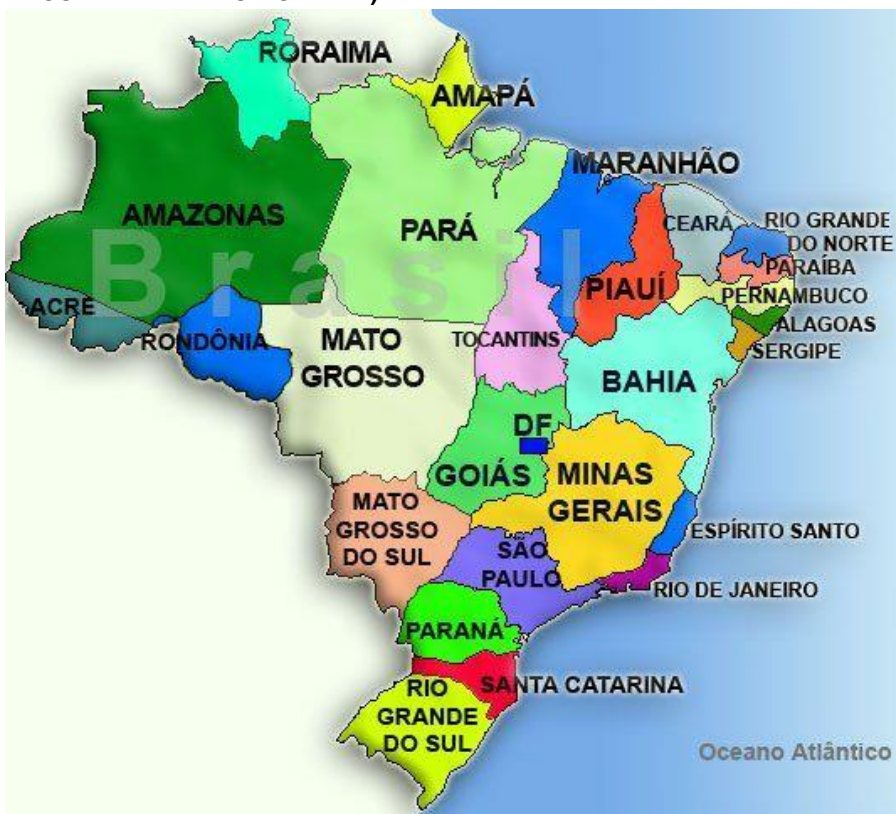 RORAIMA
AMAPÁ
MARANHÃO
AMAZONAS
PARÁ
CEARÁ
RIO GRANDE
DO NORTE
PARAÍBA
Brasil
ACRE
PIAUÍ
PERNAMBUCO
ALAGOAS
RONDÔNIA
MATO
GROSSO
TOCANTINS
SERGIPE
BAHIA
DF
GOIÁS
MINAS
GERAIS
MATO
GROSSO
DO SUL
ESPÍRITO SANTO
SÃO
PAULO
RIO DE JANEIRO
PARANÁ
SANTA CATARINA
RIO
GRANDE
DO SUL
Oceano Atlântico